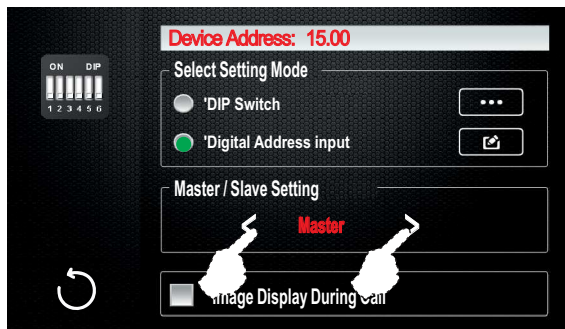 Device Address: 15.00
ON DIP
1 2 3 4 5 6
Select Setting Mode
'DIP Switch
'Digital Address input
Master / Slave Setting
< Master >
Image Display During Call